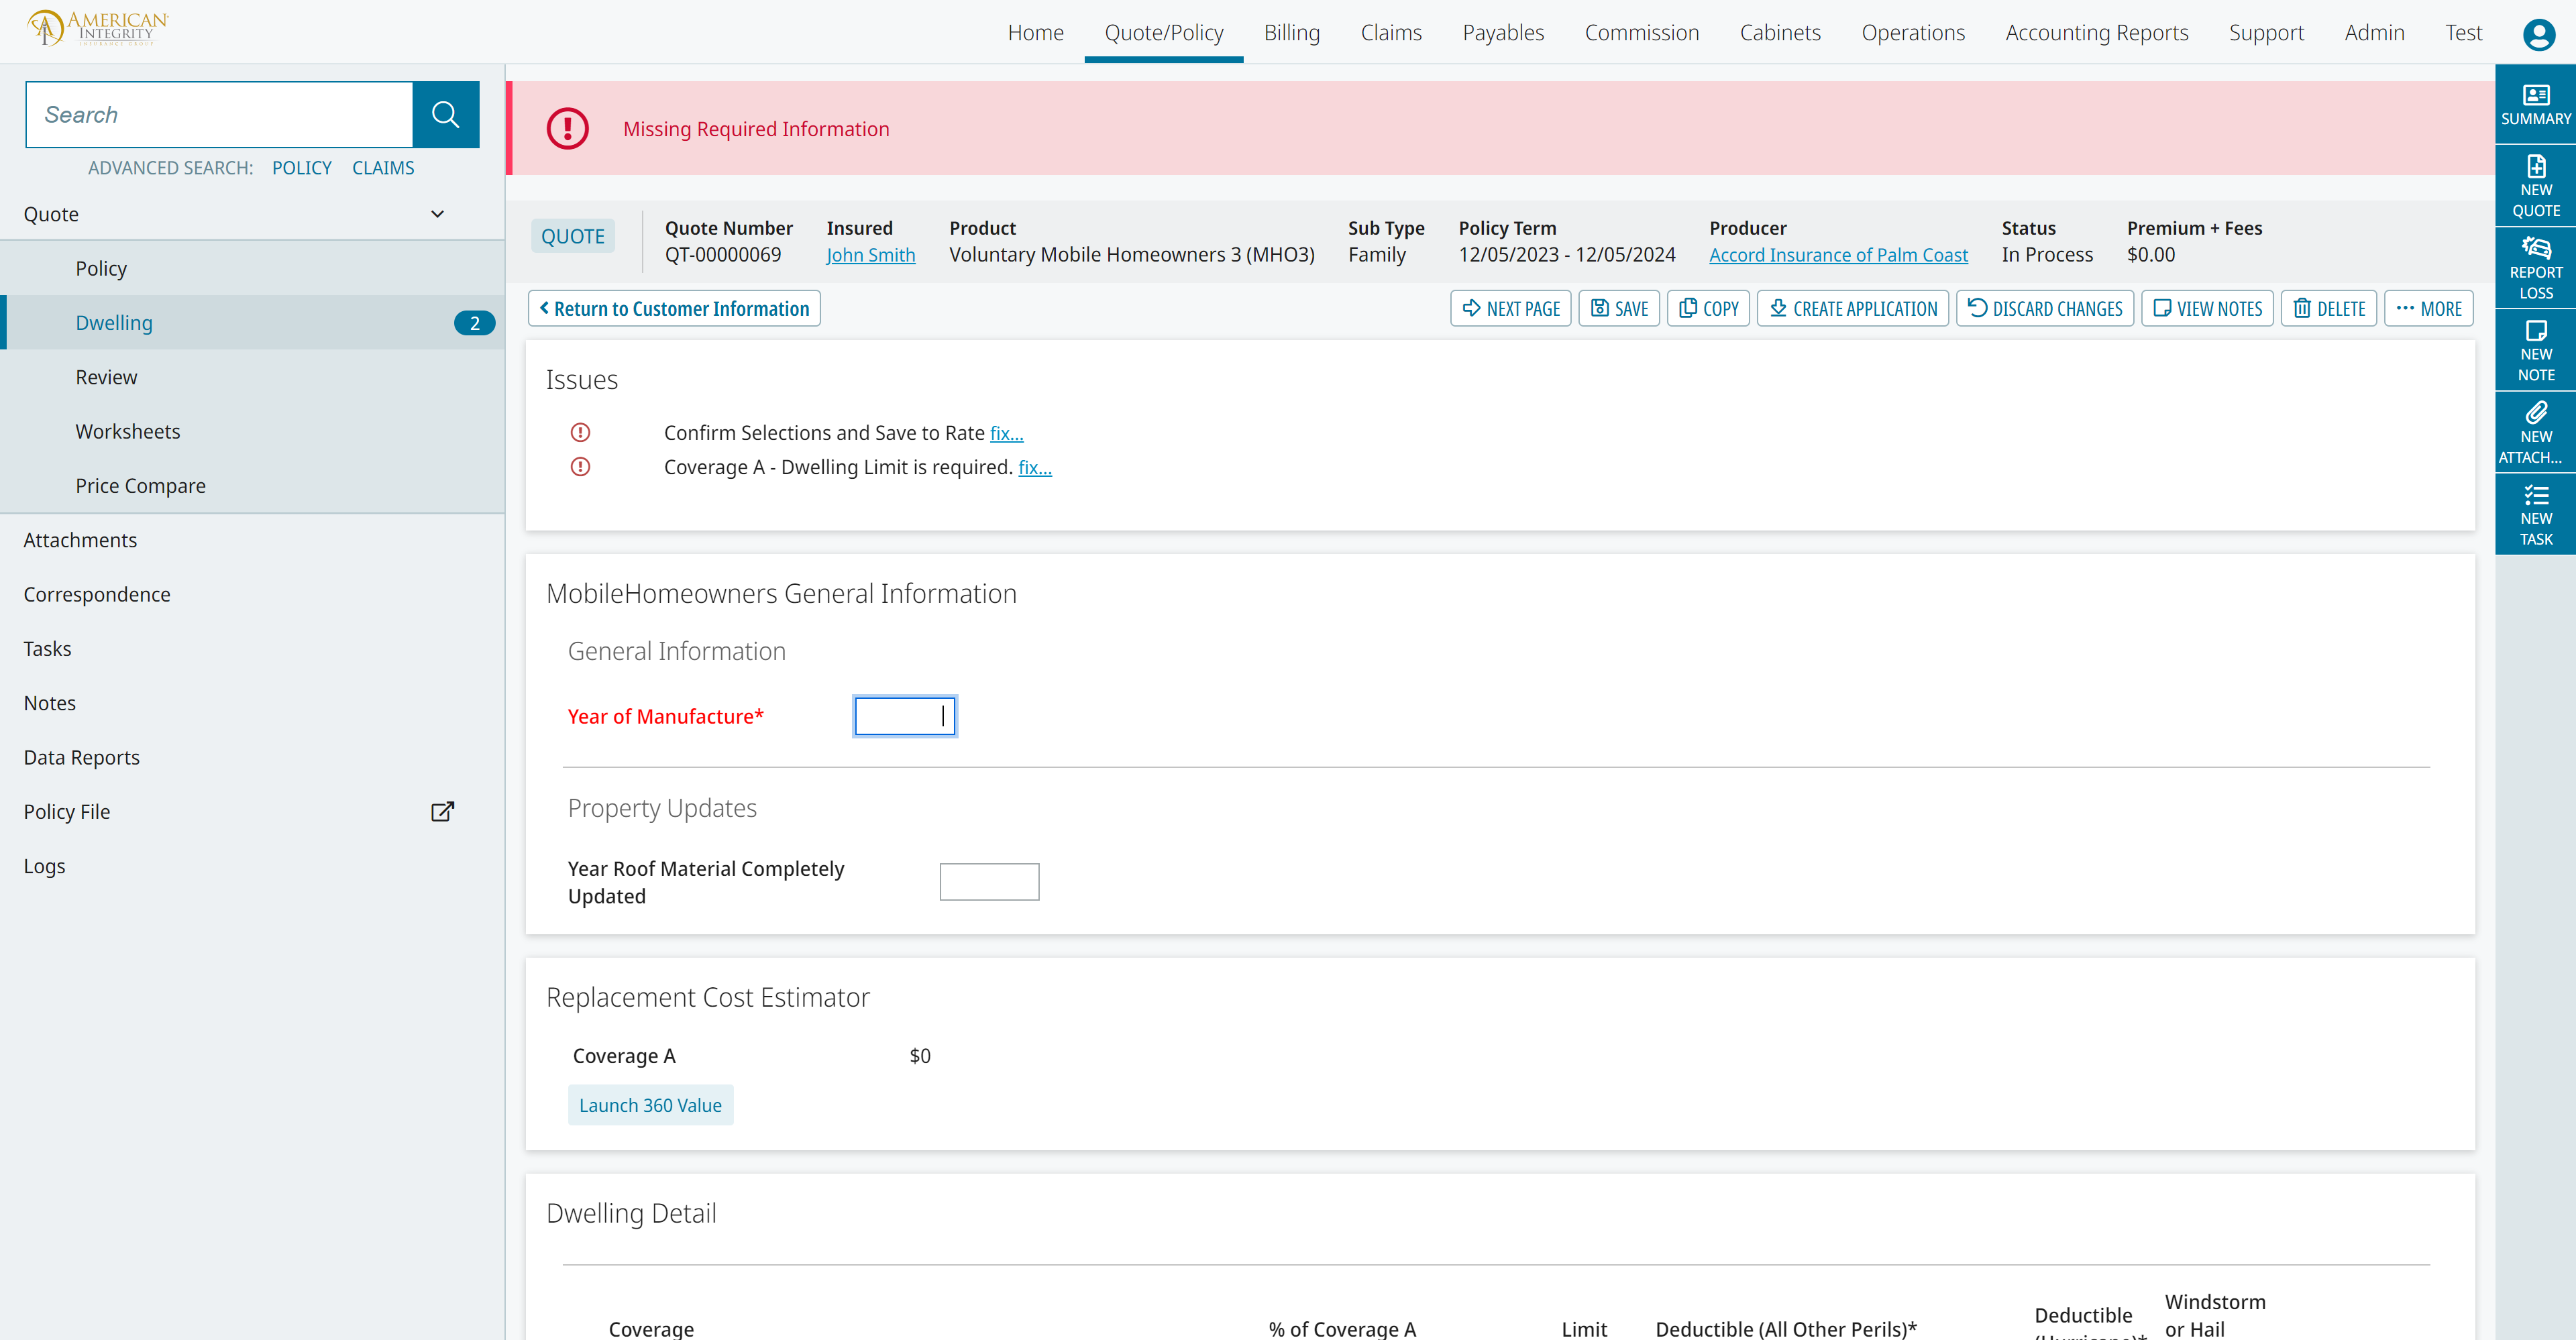 AMERICAN
INTEGRITY
INSURANCE GROUP
Home Quote/Policy Billing Claims Payables Commission Cabinets Operations Accounting Reports Support Admin Test
Search
ADVANCED SEARCH: POLICY CLAIMS
Quote
Policy
Dwelling 2
Review
Worksheets
Price Compare
Attachments
Correspondence
Tasks
Notes
Data Reports
Policy File
Logs
Missing Required Information
QUOTE
Quote Number Insured Product Sub Type Policy Term Producer Status Premium + Fees
QT-00000069 John Smith Voluntary Mobile Homeowners 3 (MHO3) Family 12/05/2023 - 12/05/2024 Accord Insurance of Palm Coast In Process $0.00
Return to Customer Information NEXT PAGE SAVE COPY CREATE APPLICATION DISCARD CHANGES VIEW NOTES DELETE ••• MORE
Issues
Confirm Selections and Save to Rate fix...
Coverage A - Dwelling Limit is required. fix...
MobileHomeowners General Information
General Information
Year of Manufacture*
Property Updates
Year Roof Material Completely
Updated
Replacement Cost Estimator
Coverage A $0
Launch 360 Value
Dwelling Detail
Coverage % of Coverage A Limit Deductible (All Other Perils)* Deductible
(Hurricane)*
Windstorm
or Hail
SUMMARY
NEW
QUOTE
REPORT
LOSS
NEW
NOTE
NEW
ATTACH...
NEW
TASK